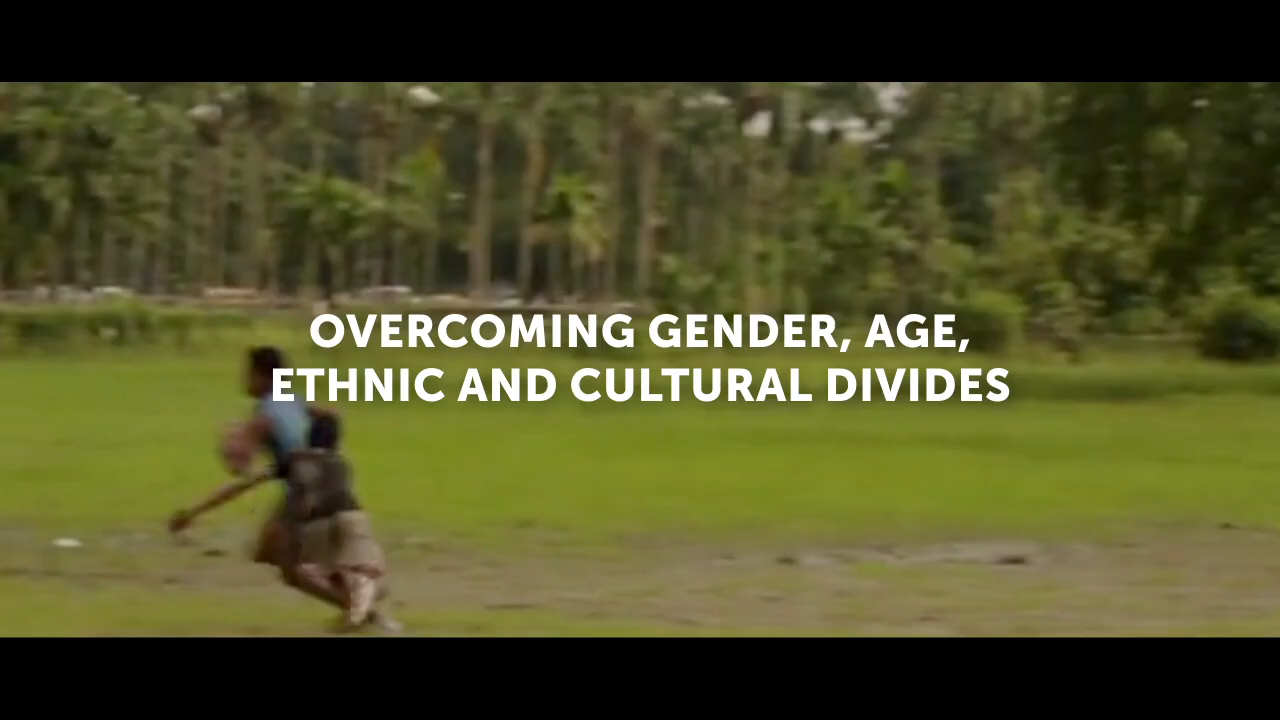 OVERCOMING GENDER, AGE,
ETHNIC AND CULTURAL DIVIDES